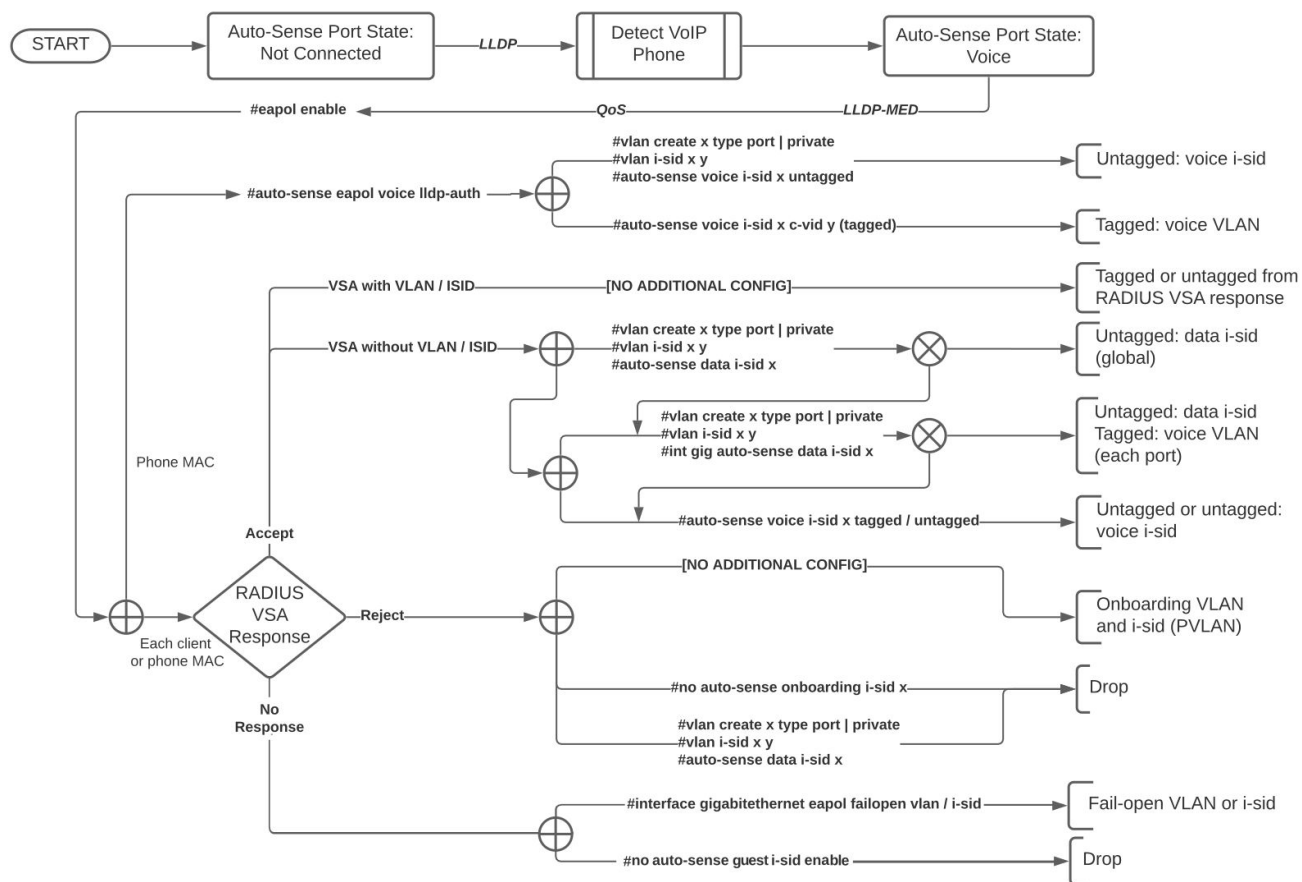 START
Auto-Sense Port State:
Not Connected
LLDP
Detect VoIP
Phone
Auto-Sense Port State:
Voice
#eapol enable
QoS
LLDP-MED
#vlan create x type port | private
#vlan i-sid x y
#auto-sense voice i-sid x untagged
Untagged: voice i-sid
#auto-sense eapol voice lldp-auth
#auto-sense voice i-sid x c-vid y (tagged)
Tagged: voice VLAN
VSA with VLAN / ISID
[NO ADDITIONAL CONFIG]
Tagged or untagged from
RADIUS VSA response
VSA without VLAN / ISID
#vlan create x type port | private
#vlan i-sid x y
#auto-sense data i-sid x
Untagged: data i-sid
(global)
#vlan create x type port | private
#vlan i-sid x y
#int gig auto-sense data i-sid x
Untagged: data i-sid
Tagged: voice VLAN
(each port)
Phone MAC
#auto-sense voice i-sid x tagged / untagged
Untagged or untagged:
voice i-sid
Accept
RADIUS
VSA
Response
Each client
or phone MAC
Reject
[NO ADDITIONAL CONFIG]
Onboarding VLAN
and i-sid (PVLAN)
#no auto-sense onboarding i-sid x
Drop
#vlan create x type port | private
#vlan i-sid x y
#auto-sense data i-sid x
No
Response
#interface gigabitethernet eapol failopen vlan / i-sid
Fail-open VLAN or i-sid
#no auto-sense guest i-sid enable
Drop